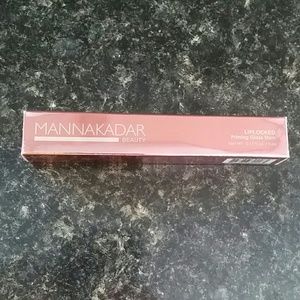 MANNAKADAR
BEAUTY
LIPLOCKED
Priming Gloss Stain